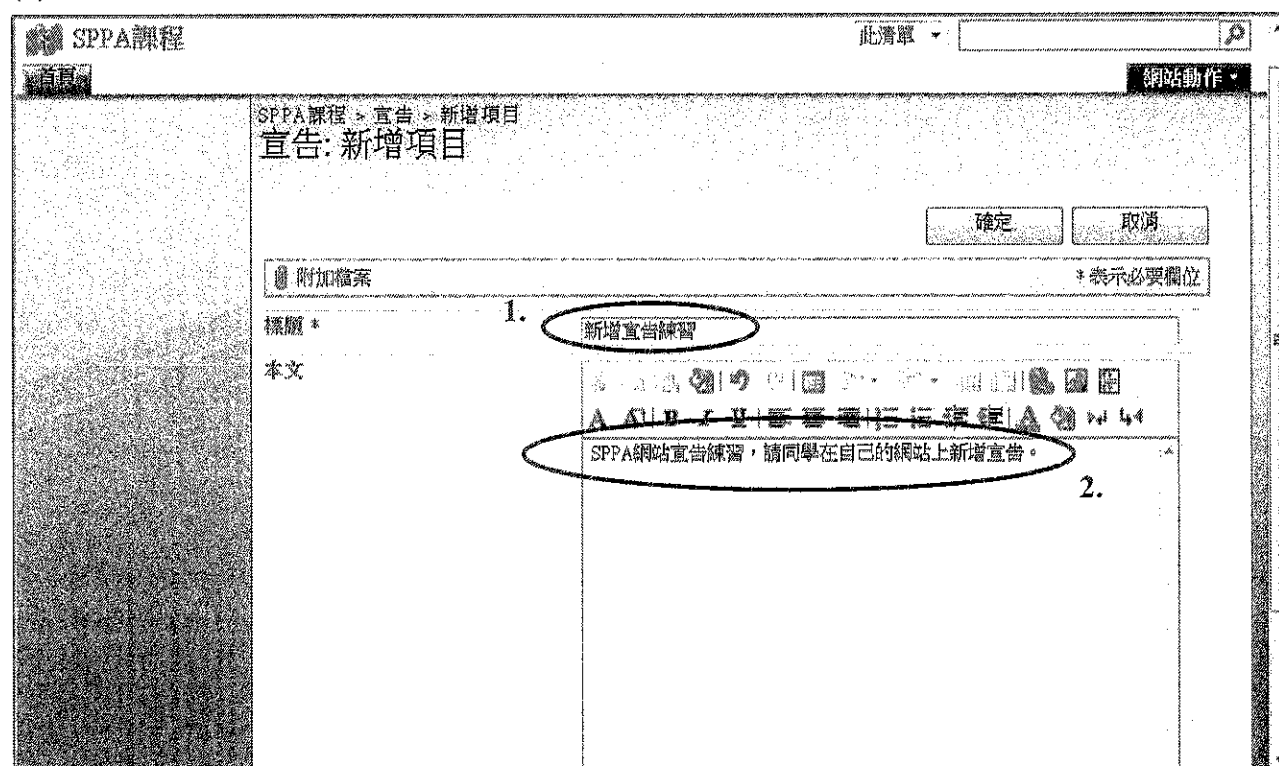 SPPA課程
此清單
首頁
網站動作
SPPA課程 > 宣告 > 新增項目
宣告: 新增項目
確定
取消
附加檔案
* 表示必要欄位
標題 *
1.
新增宣告練習
本文
A
B I U
A
SPPA網站宣告練習,請同學在自己的網站上新增宣告。
2.